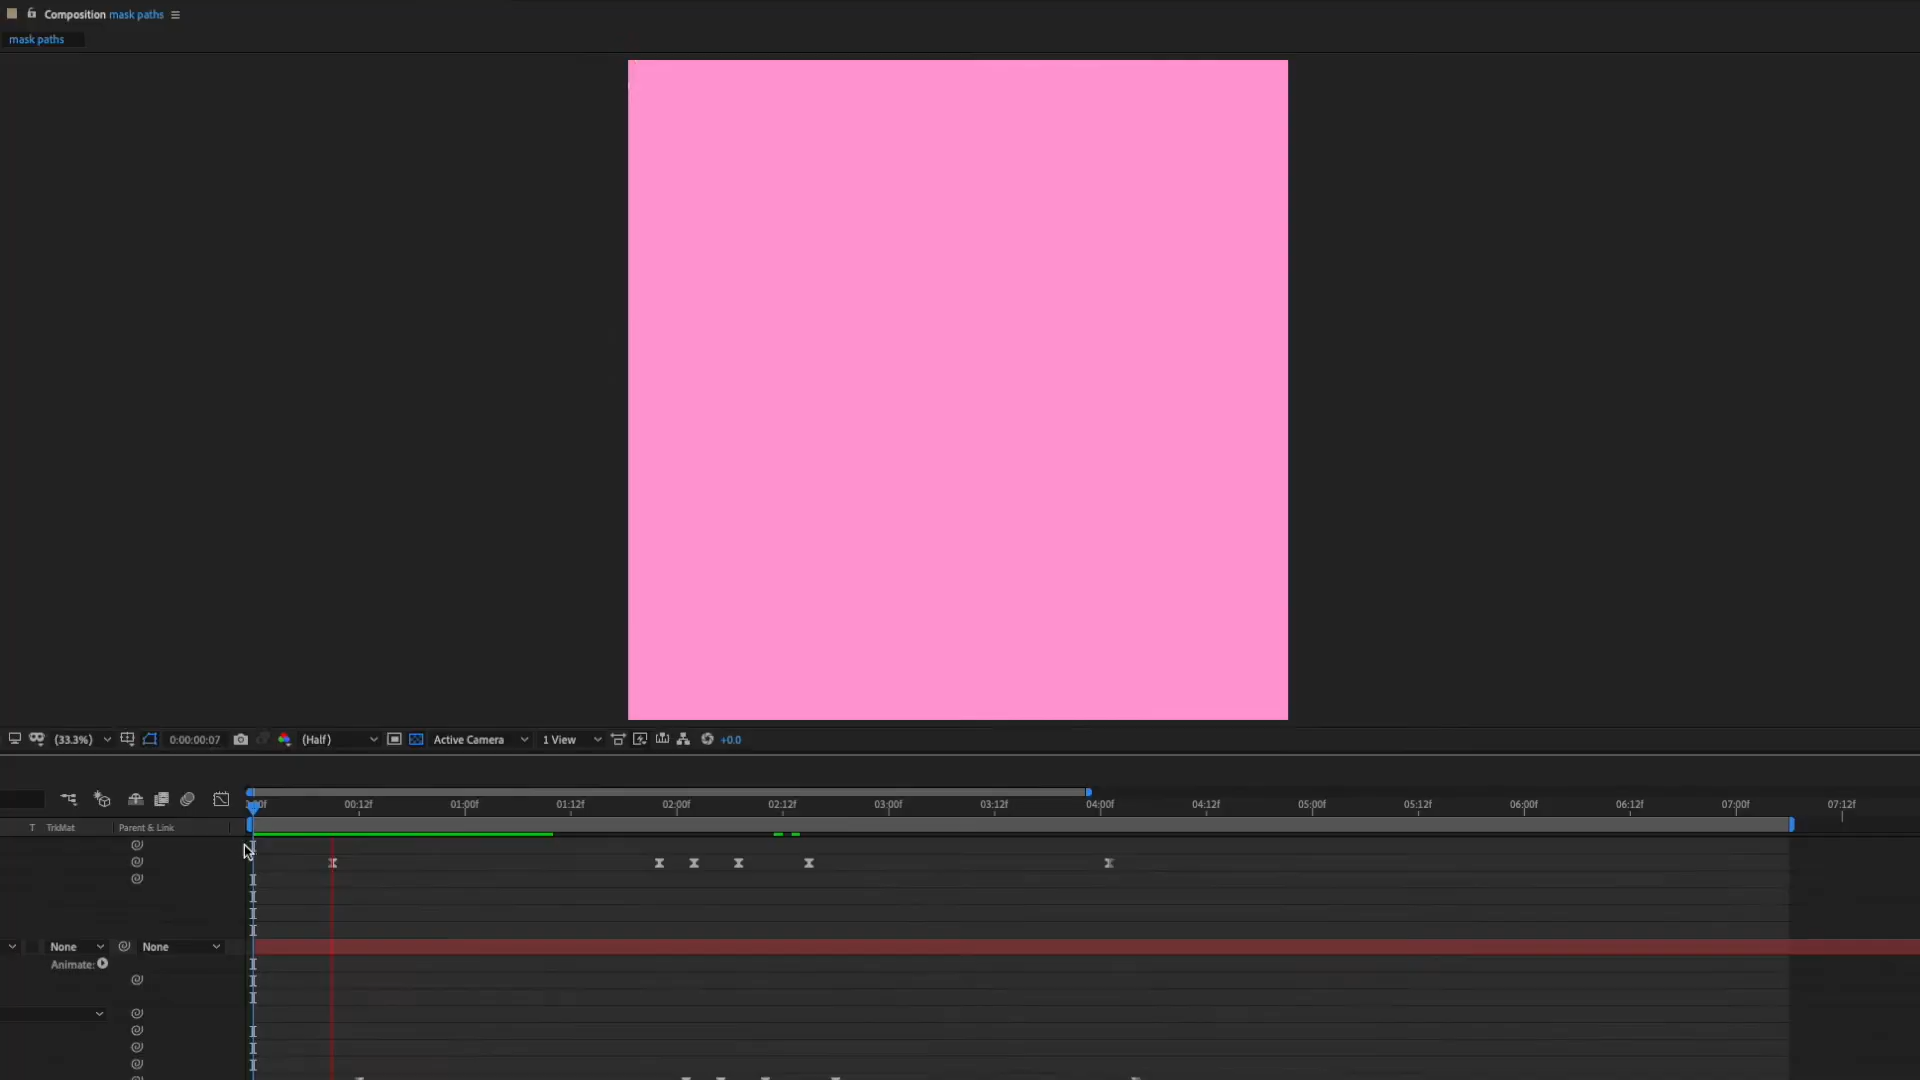 Composition mask paths
mask paths
(33.3%) 0:00:00:07 (Half) Active Camera 1 View +0.0
00:12f 01:00f 01:12f 02:00f 02:12f 03:00f 03:12f 04:00f 04:12f 05:00f 05:12f 06:00f 06:12f 07:00f 07:12f
T TrkMat Parent & Link
None None
Animate: